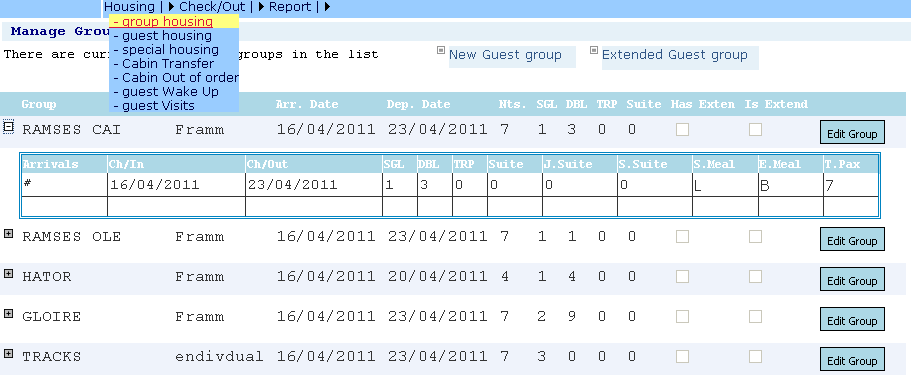 Housing | Check/Out | Report |
- group housing
- guest housing
- special housing
- Cabin Transfer
- Cabin Out of order
- guest Wake Up
- guest Visits
Manage Grou
There are curr groups in the list New Guest group Extended Guest group
Group Arr. Date Dep. Date Nts. SGL DBL TRP Suite Has Exten Is Extend
RAMSES CAI Framm 16/04/2011 23/04/2011 7 1 3 0 0 Edit Group
Arrivals Ch/In Ch/Out SGL DBL TRP Suite J.Suite S.Suite S.Meal E.Meal T.Pax
# 16/04/2011 23/04/2011 1 3 0 0 0 0 L B 7
RAMSES OLE Framm 16/04/2011 23/04/2011 7 1 1 0 0 Edit Group
HATOR Framm 16/04/2011 20/04/2011 4 1 4 0 0 Edit Group
GLOIRE Framm 16/04/2011 23/04/2011 7 2 9 0 0 Edit Group
TRACKS endivdual 16/04/2011 23/04/2011 7 3 0 0 0 Edit Group